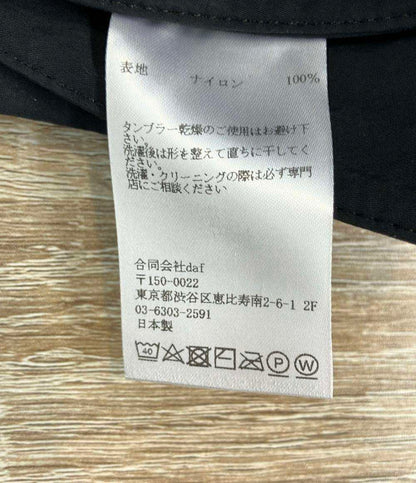 表地 ナイロン 100%
タンブラー乾燥のご使用はお避け下
さい。
洗濯後は形を整えて直ちに干してく
ださい。
洗濯・クリーニングの際は必ず専門
店にご相談ください
合同会社daf
〒150-0022
東京都渋谷区恵比寿南2-6-1 2F
03-6303-2591
日本製
40 P W